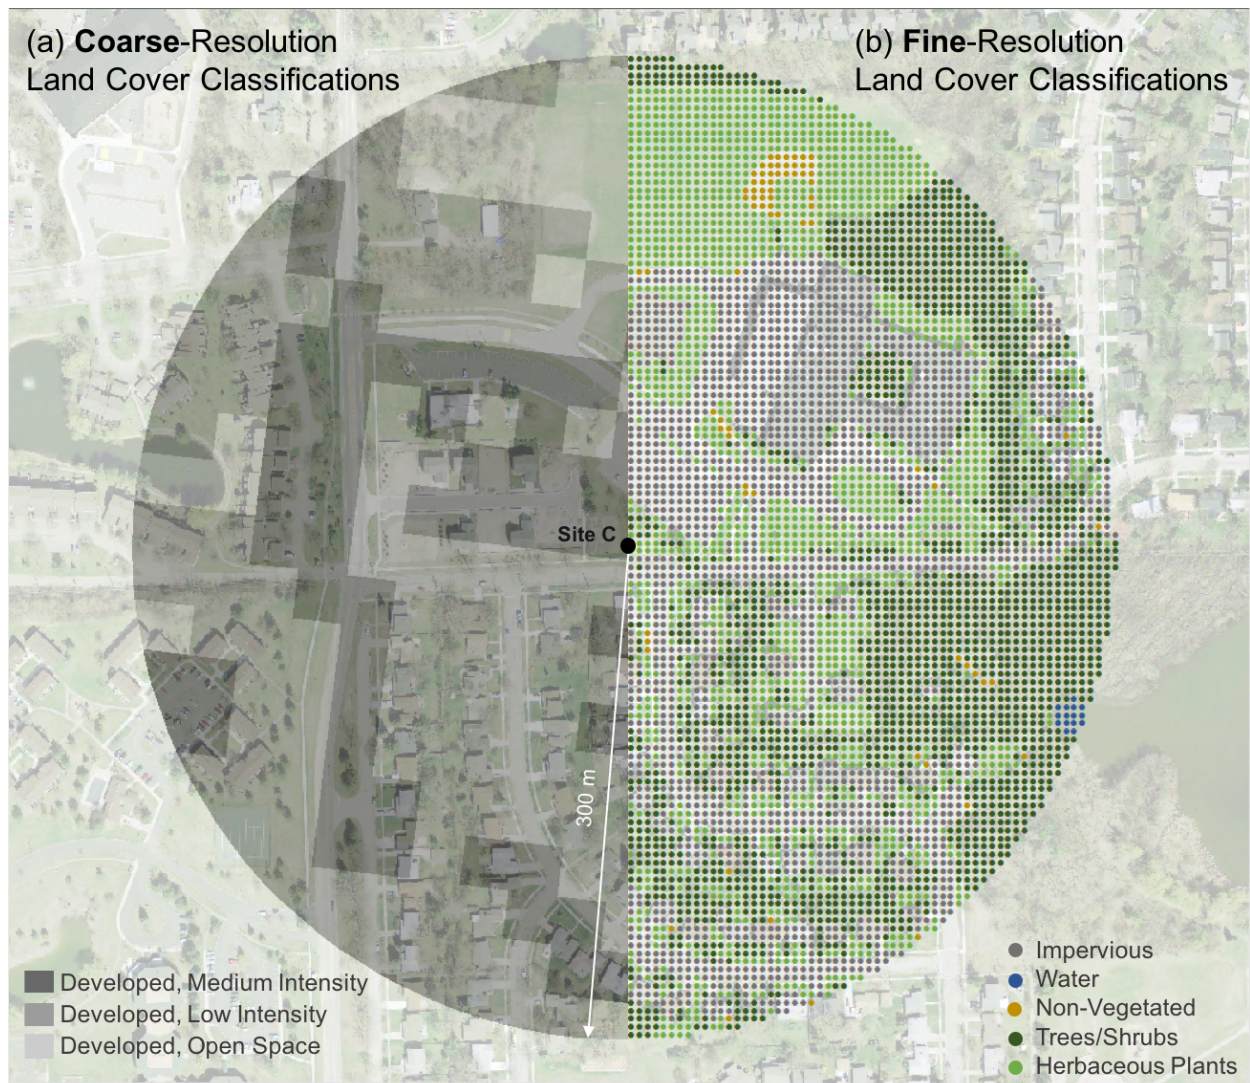 (a) Coarse-Resolution
Land Cover Classifications
(b) Fine-Resolution
Land Cover Classifications
Site C
300 m
Developed, Medium Intensity
Developed, Low Intensity
Developed, Open Space
Impervious
Water
Non-Vegetated
Trees/Shrubs
Herbaceous Plants